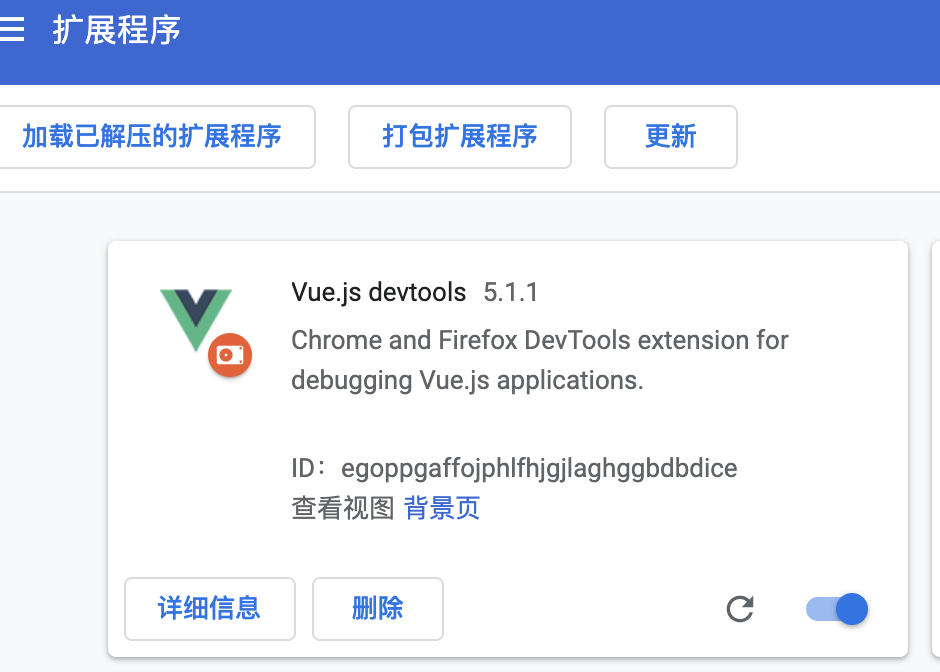 扩展程序
加载已解压的扩展程序
打包扩展程序
更新
Vue.js devtools 5.1.1
Chrome and Firefox DevTools extension for
debugging Vue.js applications.
ID：egoppgaffojphlfhjgjlaghggbdbdice
查看视图 背景页
详细信息
删除